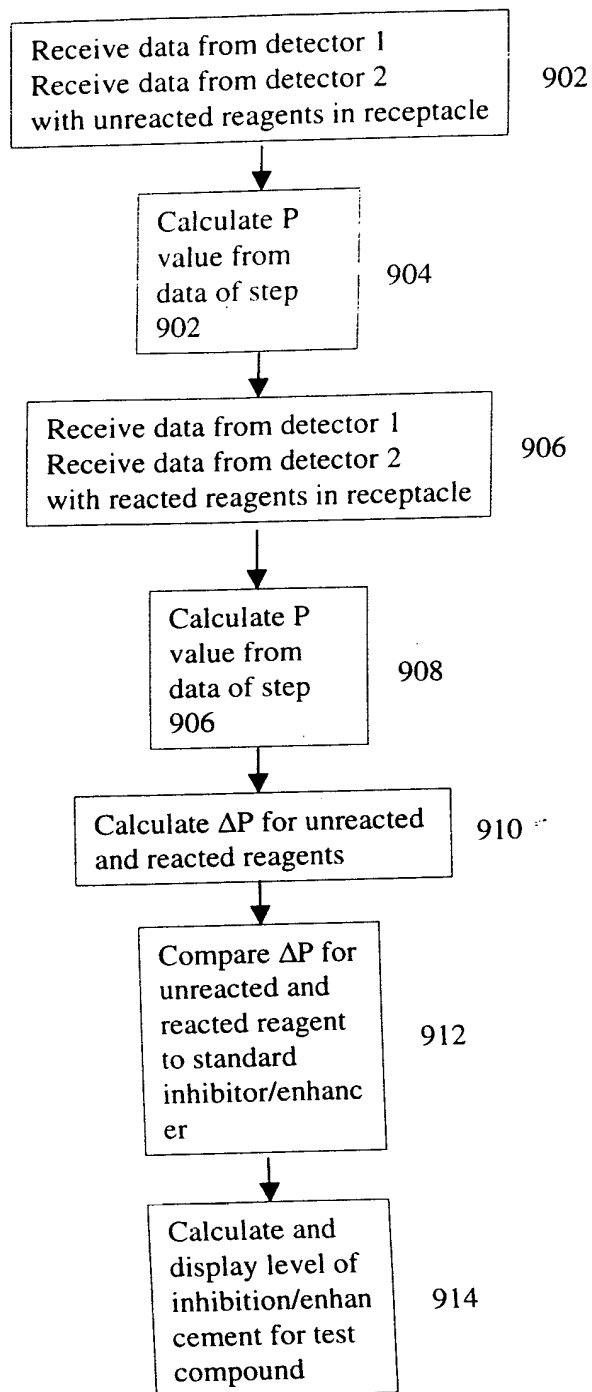 Receive data from detector 1
Receive data from detector 2
with unreacted reagents in receptacle
902
Calculate P
value from
data of step
902
904
Receive data from detector 1
Receive data from detector 2
with reacted reagents in receptacle
906
Calculate P
value from
data of step
906
908
Calculate ΔP for unreacted
and reacted reagents
910
Compare ΔP for
unreacted and
reacted reagent
to standard
inhibitor/enhanc
er
912
Calculate and
display level of
inhibition/enhan
cement for test
compound
914